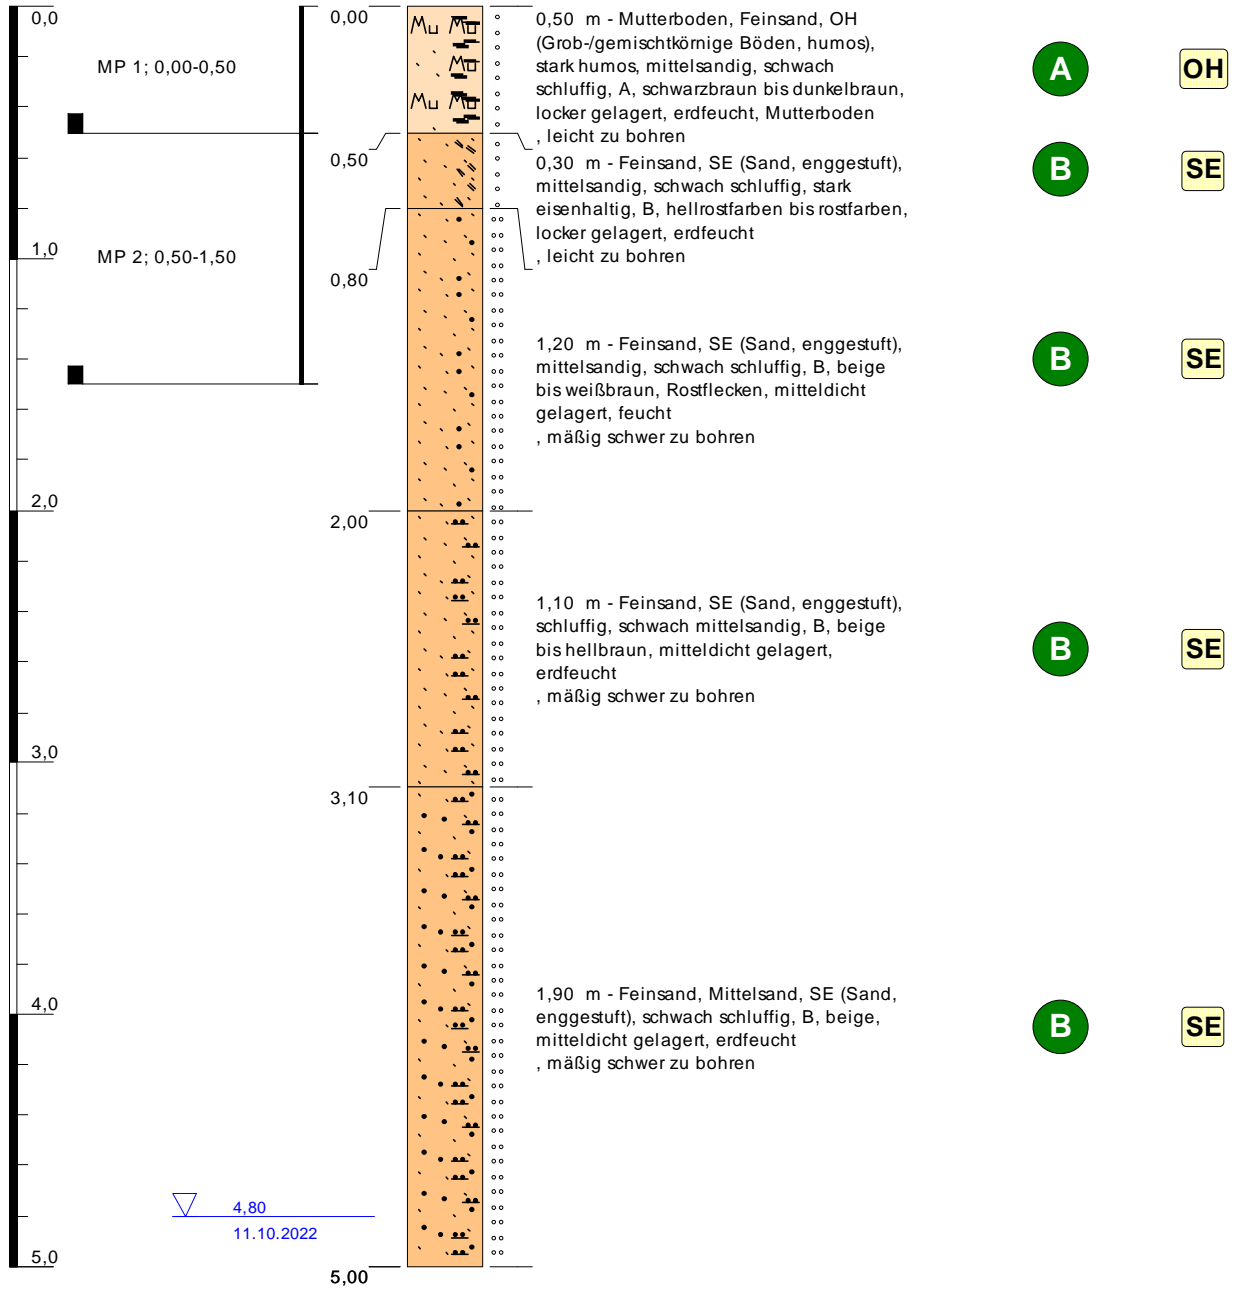 0,0
0,00
MP 1; 0,00-0,50
Mu Mu
Mu
Mu Mu
0,50 m - Mutterboden, Feinsand, OH
(Grob-/gemischtkörnige Böden, humos),
stark humos, mittelsandig, schwach
schluffig, A, schwarzbraun bis dunkelbraun,
locker gelagert, erdfeucht, Mutterboden
, leicht zu bohren
A
OH
0,50
0,30 m - Feinsand, SE (Sand, enggestuft),
mittelsandig, schwach schluffig, stark
eisenhaltig, B, hellrostfarben bis rostfarben,
locker gelagert, erdfeucht
, leicht zu bohren
B
SE
1,0
MP 2; 0,50-1,50
0,80
1,20 m - Feinsand, SE (Sand, enggestuft),
mittelsandig, schwach schluffig, B, beige
bis weißbraun, Rostflecken, mitteldicht
gelagert, feucht
, mäßig schwer zu bohren
B
SE
2,0
2,00
1,10 m - Feinsand, SE (Sand, enggestuft),
schluffig, schwach mittelsandig, B, beige
bis hellbraun, mitteldicht gelagert,
erdfeucht
, mäßig schwer zu bohren
B
SE
3,0
3,10
1,90 m - Feinsand, Mittelsand, SE (Sand,
enggestuft), schwach schluffig, B, beige,
mitteldicht gelagert, erdfeucht
, mäßig schwer zu bohren
B
SE
4,0
4,80
11.10.2022
5,0
5,00